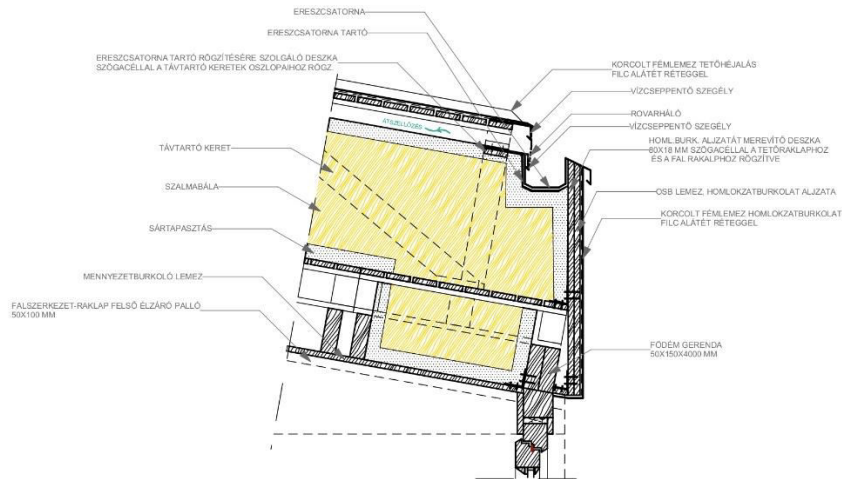 ERESZCSATORNA
ERESZCSATORNA TARTÓ
ERESZCSATORNA TARTÓ RÖGZÍTÉSÉRE SZOLGÁLÓ DESZKA
SZÖGACÉLLAL A TÁVTARTÓ KERETEK OSZLOPAIHOZ RÖGZ.
ÁTSZELLŐZÉS
TÁVTARTÓ KERET
SZALMABÁLA
SÁRTAPASZTÁS
MENNYEZETBURKOLÓ LEMEZ
FALSZERKEZET-RAKLAP FELSŐ ÉLZÁRÓ PALLÓ
50X100 MM
KORCOLT FÉMLEMEZ TETŐHÉJALÁS
FILC ALÁTÉT RÉTEGGEL
VÍZCSEPPENTŐ SZEGÉLY
ROVARHÁLÓ
VÍZCSEPPENTŐ SZEGÉLY
HOML.BURK. ALJZATÁT MEREVÍTŐ DESZKA
80X18 MM SZÖGACÉLLAL A TETŐRAKLAPHOZ
ÉS A FAL RAKALPHOZ RÖGZÍTVE
OSB LEMEZ, HOMLOKZATBURKOLAT ALJZATA
KORCOLT FÉMLEMEZ HOMLOKZATBURKOLAT
FILC ALÁTÉT RÉTEGGEL
FÖDÉM GERENDA
50X150X4000 MM